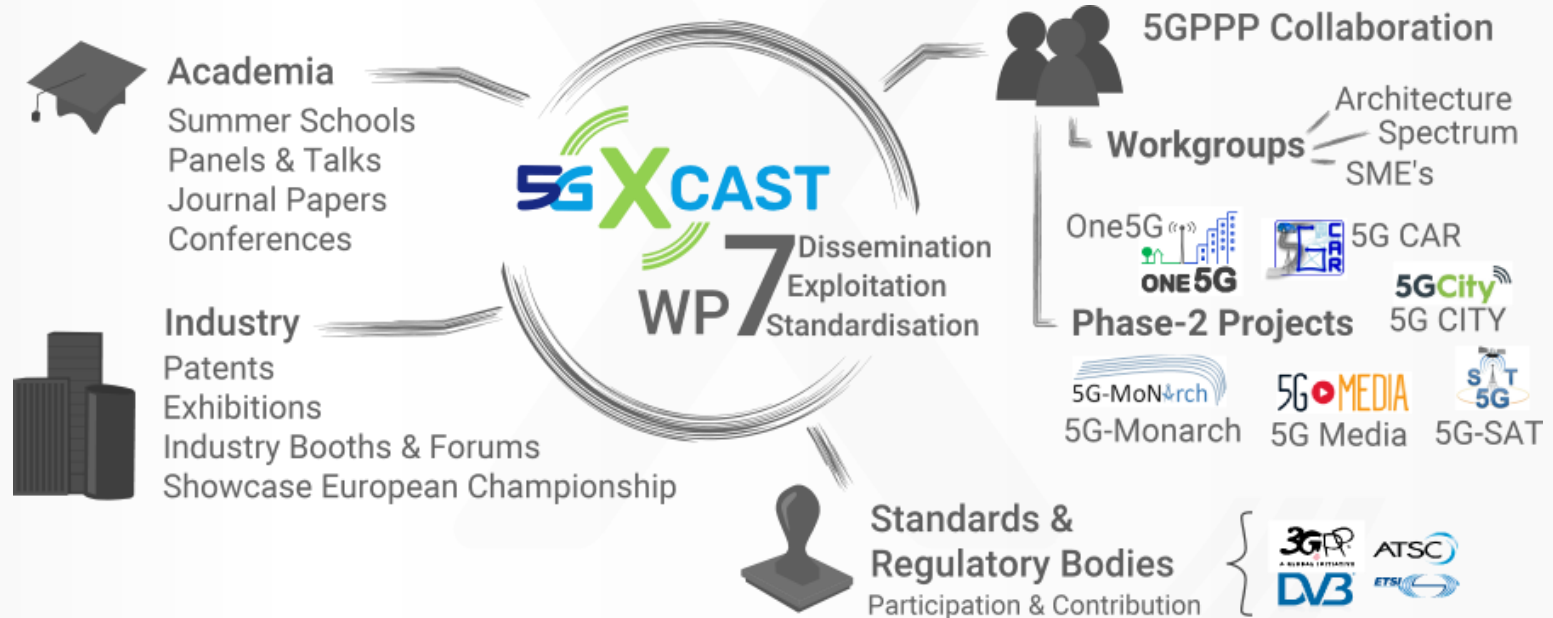 Academia
Summer Schools
Panels & Talks
Journal Papers
Conferences
Industry
Patents
Exhibitions
Industry Booths & Forums
Showcase European Championship
5G XCAST
WP7
Dissemination
Exploitation
Standardisation
5GPPP Collaboration
Workgroups
Architecture
Spectrum
SME's
One5G
ONE5G
5G CAR
5G CAR
5GCity
5G CITY
Phase-2 Projects
5G-MoNArch
5G-Monarch
5G MEDIA
5G Media
SAT 5G
5G-SAT
Standards &
Regulatory Bodies
Participation & Contribution
3GPP
A GLOBAL INITIATIVE
ATSC
DVB
ETSI